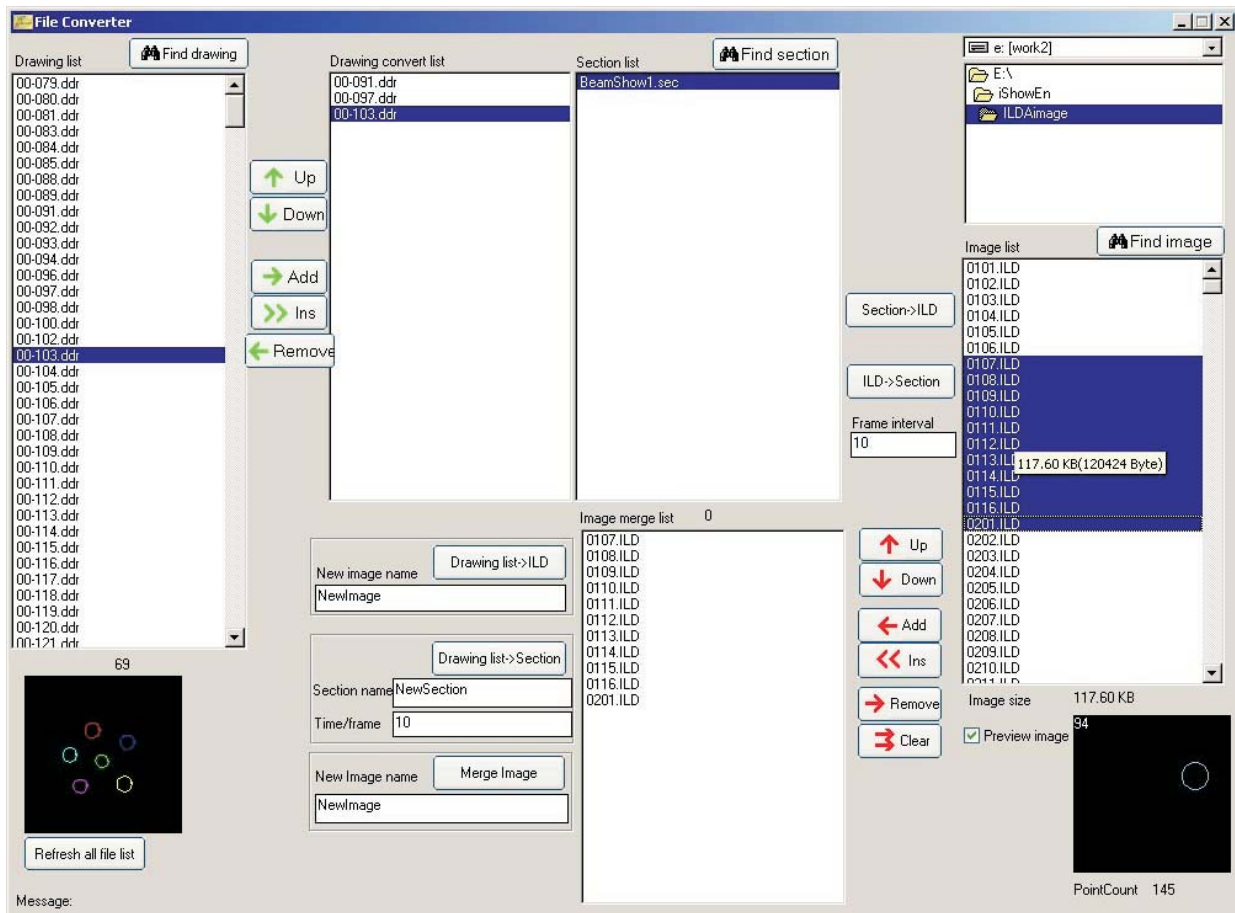 File Converter
Drawing list
Find drawing
00-079.ddr
00-080.ddr
00-081.ddr
00-083.ddr
00-084.ddr
00-085.ddr
00-088.ddr
00-089.ddr
00-091.ddr
00-092.ddr
00-093.ddr
00-094.ddr
00-096.ddr
00-097.ddr
00-098.ddr
00-100.ddr
00-102.ddr
00-103.ddr
00-104.ddr
00-105.ddr
00-106.ddr
00-107.ddr
00-108.ddr
00-109.ddr
00-110.ddr
00-111.ddr
00-112.ddr
00-113.ddr
00-114.ddr
00-115.ddr
00-116.ddr
00-117.ddr
00-118.ddr
00-119.ddr
00-120.ddr
00-121.ddr
69
Refresh all file list
Message:
Up
Down
Add
Ins
Remove
Drawing convert list
00-091.ddr
00-097.ddr
00-103.ddr
Section list
Find section
BeamShow1.sec
New image name
Drawing list->ILD
NewImage
Drawing list->Section
Section name
NewSection
Time/frame
10
New Image name
Merge Image
NewImage
Image merge list
0
0107.ILD
0108.ILD
0109.ILD
0110.ILD
0111.ILD
0112.ILD
0113.ILD
0114.ILD
0115.ILD
0116.ILD
0201.ILD
Section->ILD
ILD->Section
Frame interval
10
Up
Down
Add
Ins
Remove
Clear
e: [work2]
E:\
iShowEn
ILDAimage
Image list
Find image
0101.ILD
0102.ILD
0103.ILD
0104.ILD
0105.ILD
0106.ILD
0107.ILD
0108.ILD
0109.ILD
0110.ILD
0111.ILD
0112.ILD
0113.IL
117.60 KB(120424 Byte)
0114.ILD
0115.ILD
0116.ILD
0201.ILD
0202.ILD
0203.ILD
0204.ILD
0205.ILD
0206.ILD
0207.ILD
0208.ILD
0209.ILD
0210.ILD
0211.ILD
Image size
117.60 KB
Preview image
94
PointCount 145